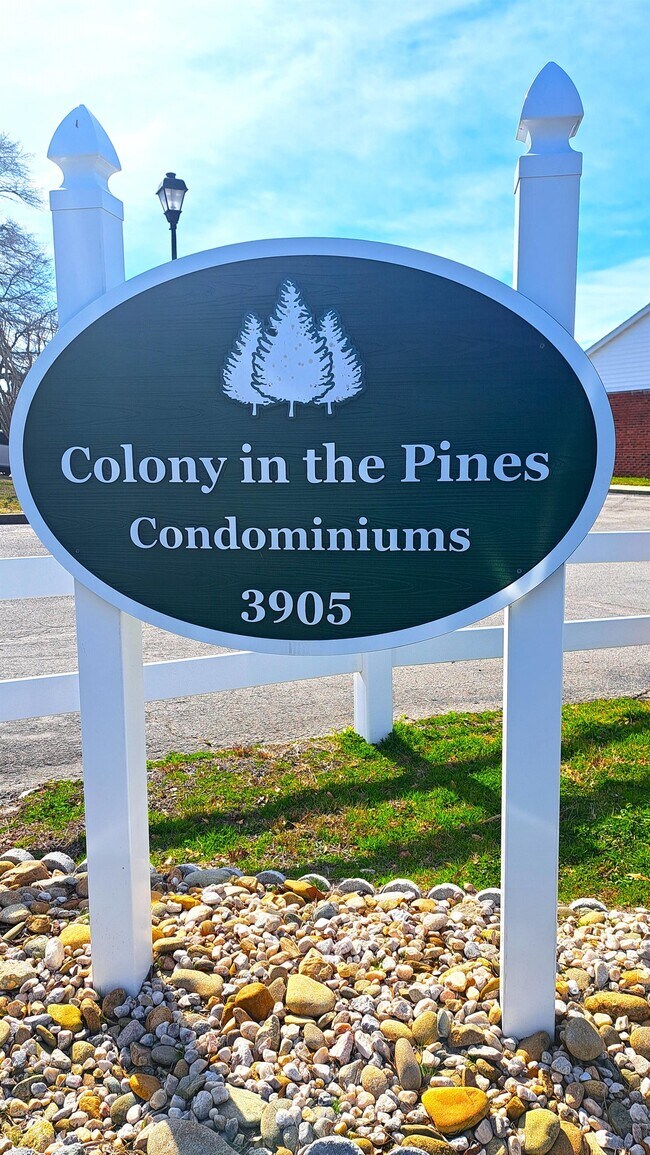 Colony in the Pines
Condominiums
3905